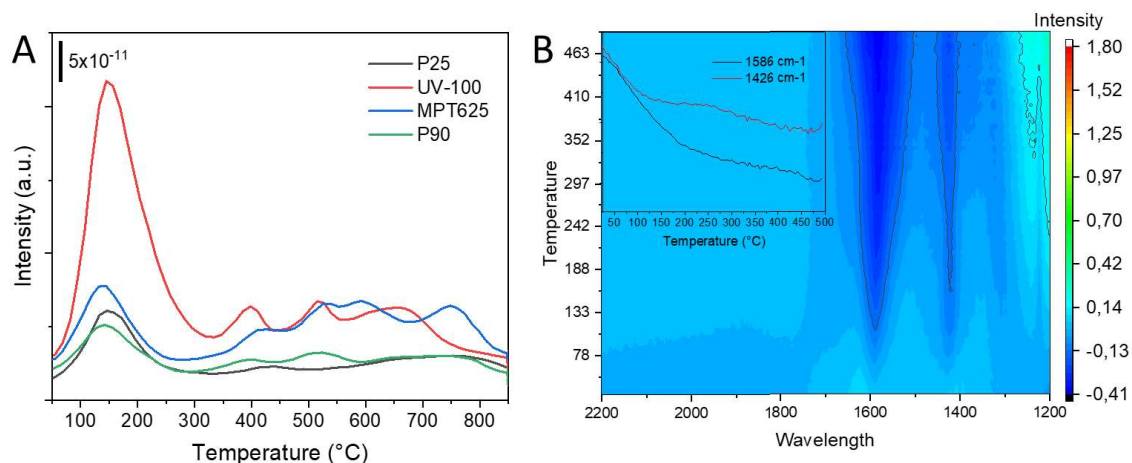 A
5x10-11
P25
UV-100
MPT625
P90
Intensity (a.u.)
100 200 300 400 500 600 700 800
Temperature (°C)
B
Intensity
1586 cm-1
1426 cm-1
50 100 150 200 250 300 350 400 450 500
Temperature (°C)
Temperature
463
410
352
297
242
188
133
78
2200 2000 1800 1600 1400 1200
Wavelength
1,80
1,52
1,25
0,97
0,70
0,42
0,14
-0,13
-0,41